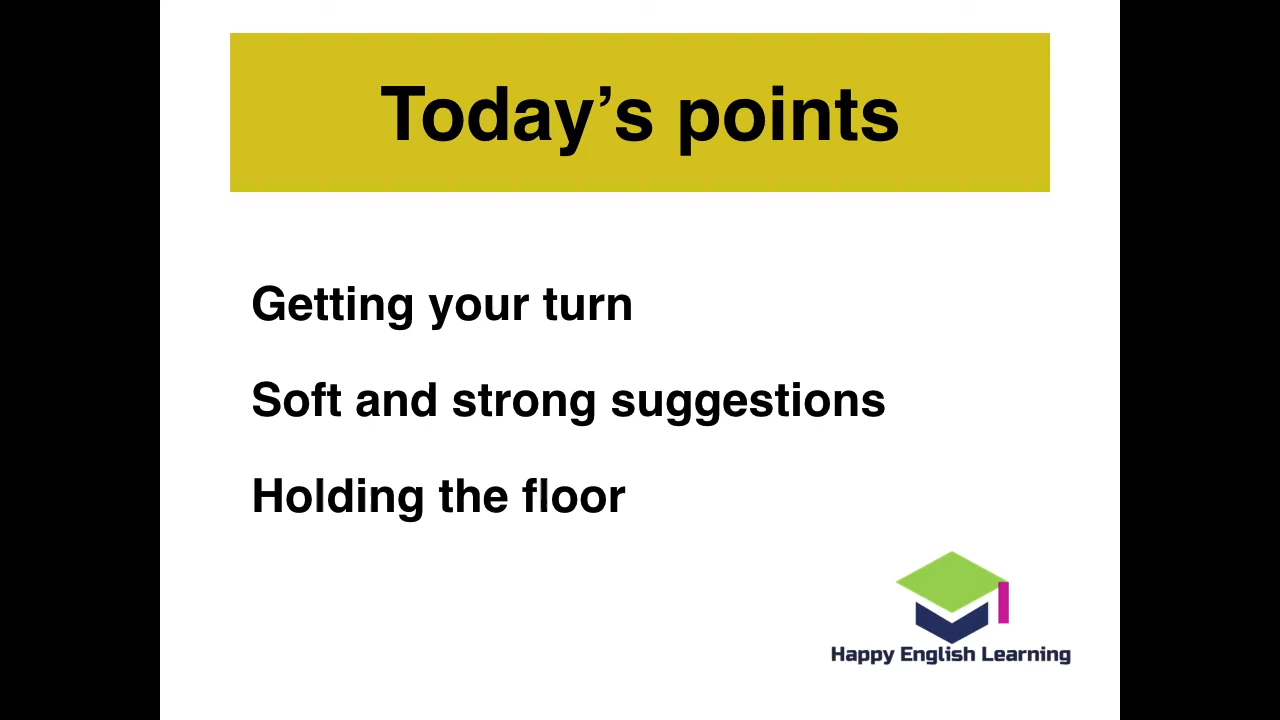 Today’s points
Getting your turn
Soft and strong suggestions
Holding the floor
Happy English Learning